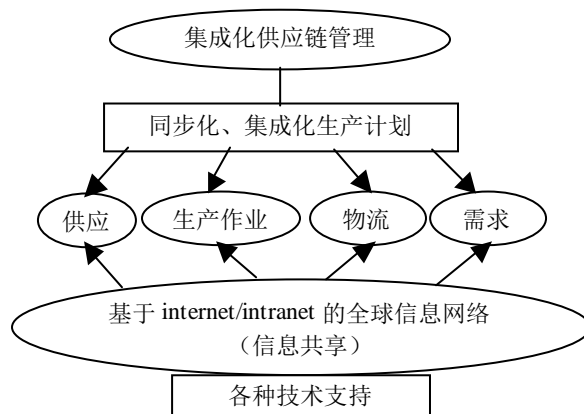 集成化供应链管理
同步化、集成化生产计划
供应
生产作业
物流
需求
基于 internet/intranet 的全球信息网络
（信息共享）
各种技术支持